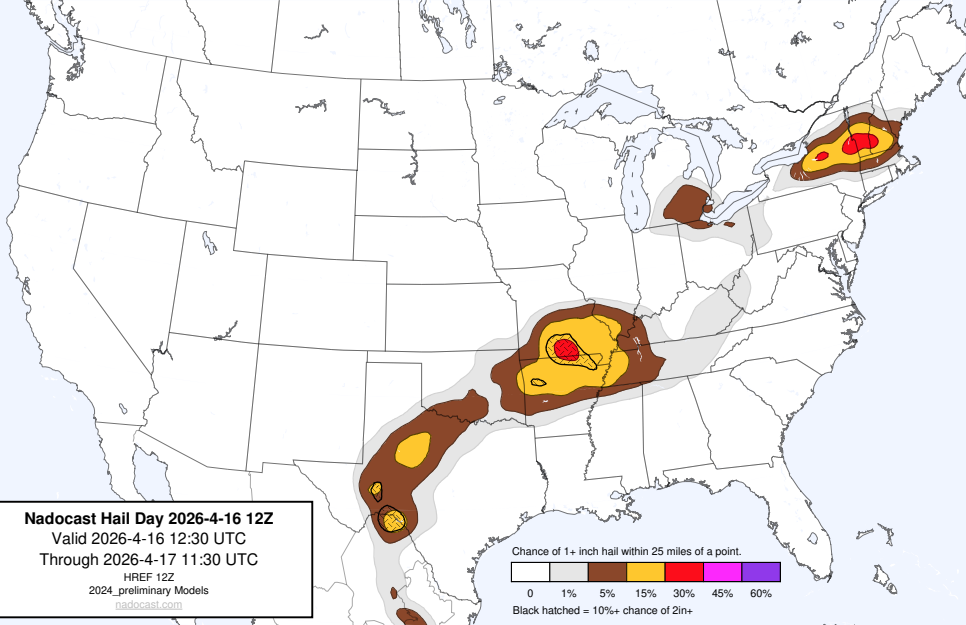 Nadocast Hail Day 2026-4-16 12Z
Valid 2026-4-16 12:30 UTC
Through 2026-4-17 11:30 UTC
HREF 12Z
2024_preliminary Models
nadocast.com
Chance of 1+ inch hail within 25 miles of a point.
0 1% 5% 15% 30% 45% 60%
Black hatched = 10%+ chance of 2in+